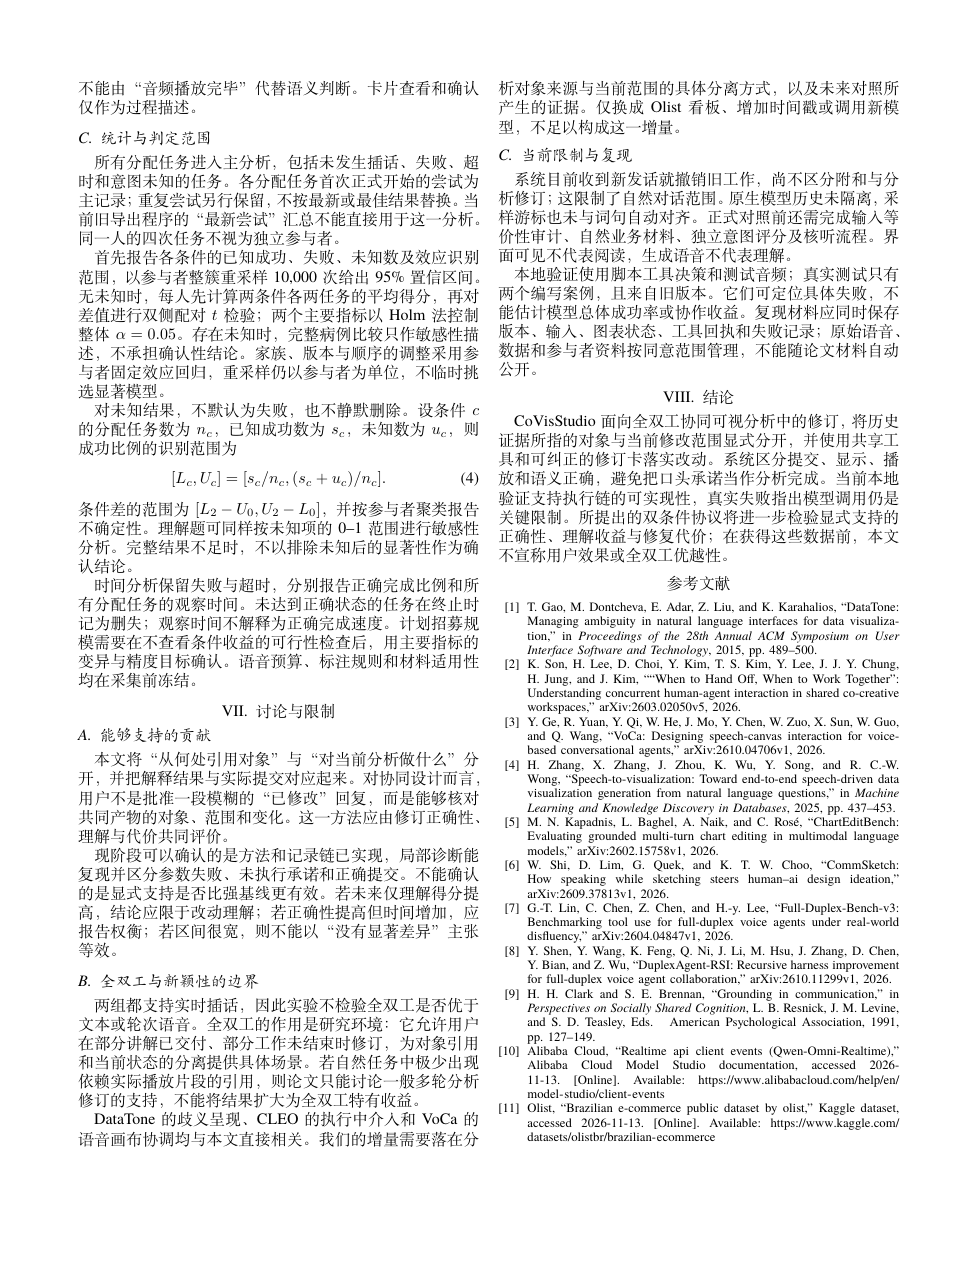 不能由“音频播放完毕”代替语义判断。卡片查看和确认
仅作为过程描述。
C. 统计与判定范围
所有分配任务进入主分析，包括未发生插话、失败、超
时和意图未知的任务。各分配任务首次正式开始的尝试为
主记录；重复尝试另行保留，不按最新或最佳结果替换。当
前旧导出程序的“最新尝试”汇总不能直接用于这一分析。
同一人的四次任务不视为独立参与者。
首先报告各条件的已知成功、失败、未知数及效应识别
范围，以参与者整簇重采样 10,000 次给出 95% 置信区间。
无未知时，每人先计算两条件各两任务的平均得分，再对
差值进行双侧配对 t 检验；两个主要指标以 Holm 法控制
整体 α = 0.05。存在未知时，完整病例比较只作敏感性描
述，不承担确认性结论。家族、版本与顺序的调整采用参
与者固定效应回归，重采样仍以参与者为单位，不临时挑
选显著模型。
对未知结果，不默认为失败，也不静默删除。设条件 c
的分配任务数为 n_c，已知成功数为 s_c，未知数为 u_c，则
成功比例的识别范围为
[L_c, U_c] = [s_c/n_c, (s_c + u_c)/n_c]. (4)
条件差的范围为 [L_2 − U_0, U_2 − L_0]，并按参与者聚类报告
不确定性。理解题可同样按未知项的 0–1 范围进行敏感性
分析。完整结果不足时，不以排除未知后的显著性作为确
认结论。
时间分析保留失败与超时，分别报告正确完成比例和所
有分配任务的观察时间。未达到正确状态的任务在终止时
记为删失；观察时间不解释为正确完成速度。计划招募规
模需要在不查看条件收益的可行性检查后，用主要指标的
变异与精度目标确认。语音预算、标注规则和材料适用性
均在采集前冻结。
VII. 讨论与限制
A. 能够支持的贡献
本文将“从何处引用对象”与“对当前分析做什么”分
开，并把解释结果与实际提交对应起来。对协同设计而言，
用户不是批准一段模糊的“已修改”回复，而是能够核对
共同产物的对象、范围和变化。这一方法应由修订正确性、
理解与代价共同评价。
现阶段可以确认的是方法和记录链已实现，局部诊断能
复现并区分参数失败、未执行承诺和正确提交。不能确认
的是显式支持是否比强基线更有效。若未来仅理解得分提
高，结论应限于改动理解；若正确性提高但时间增加，应
报告权衡；若区间很宽，则不能以“没有显著差异”主张
等效。
B. 全双工与新颖性的边界
两组都支持实时插话，因此实验不检验全双工是否优于
文本或轮次语音。全双工的作用是研究环境：它允许用户
在部分讲解已交付、部分工作未结束时修订，为对象引用
和当前状态的分离提供具体场景。若自然任务中极少出现
依赖实际播放片段的引用，则论文只能讨论一般多轮分析
修订的支持，不能将结果扩大为全双工特有收益。
DataTone 的歧义呈现、CLEO 的执行中介入和 VoCa 的
语音画布协调均与本文直接相关。我们的增量需要落在分
析对象来源与当前范围的具体分离方式，以及未来对照所
产生的证据。仅换成 Olist 看板、增加时间戳或调用新模
型，不足以构成这一增量。
C. 当前限制与复现
系统目前收到新发话就撤销旧工作，尚不区分附和与分
析修订；这限制了自然对话范围。原生模型历史未隔离，采
样游标也未与词句自动对齐。正式对照前还需完成输入等
价性审计、自然业务材料、独立意图评分及核听流程。界
面可见不代表阅读，生成语音不代表理解。
本地验证使用脚本工具决策和测试音频；真实测试只有
两个编写案例，且来自旧版本。它们可定位具体失败，不
能估计模型总体成功率或协作收益。复现材料应同时保存
版本、输入、图表状态、工具回执和失败记录；原始语音、
数据和参与者资料按同意范围管理，不能随论文材料自动
公开。
VIII. 结论
CoVisStudio 面向全双工协同可视分析中的修订，将历史
证据所指的对象与当前修改范围显式分开，并使用共享工
具和可纠正的修订卡落实改动。系统区分提交、显示、播
放和语义正确，避免把口头承诺当作分析完成。当前本地
验证支持执行链的可实现性，真实失败指出模型调用仍是
关键限制。所提出的双条件协议将进一步检验显式支持的
正确性、理解收益与修复代价；在获得这些数据前，本文
不宣称用户效果或全双工优越性。
参考文献
[1] T. Gao, M. Dontcheva, E. Adar, Z. Liu, and K. Karahalios, “DataTone:
Managing ambiguity in natural language interfaces for data visualiza-
tion,” in Proceedings of the 28th Annual ACM Symposium on User
Interface Software and Technology, 2015, pp. 489–500.
[2] K. Son, H. Lee, D. Choi, Y. Kim, T. S. Kim, Y. Lee, J. J. Y. Chung,
H. Jung, and J. Kim, ““When to Hand Off, When to Work Together”:
Understanding concurrent human-agent interaction in shared co-creative
workspaces,” arXiv:2603.02050v5, 2026.
[3] Y. Ge, R. Yuan, Y. Qi, W. He, J. Mo, Y. Chen, W. Zuo, X. Sun, W. Guo,
and Q. Wang, “VoCa: Designing speech-canvas interaction for voice-
based conversational agents,” arXiv:2610.04706v1, 2026.
[4] H. Zhang, X. Zhang, J. Zhou, K. Wu, Y. Song, and R. C.-W.
Wong, “Speech-to-visualization: Toward end-to-end speech-driven data
visualization generation from natural language questions,” in Machine
Learning and Knowledge Discovery in Databases, 2025, pp. 437–453.
[5] M. N. Kapadnis, L. Baghel, A. Naik, and C. Rosé, “ChartEditBench:
Evaluating grounded multi-turn chart editing in multimodal language
models,” arXiv:2602.15758v1, 2026.
[6] W. Shi, D. Lim, G. Quek, and K. T. W. Choo, “CommSketch:
How speaking while sketching steers human–ai design ideation,”
arXiv:2609.37813v1, 2026.
[7] G.-T. Lin, C. Chen, Z. Chen, and H.-y. Lee, “Full-Duplex-Bench-v3:
Benchmarking tool use for full-duplex voice agents under real-world
disfluency,” arXiv:2604.04847v1, 2026.
[8] Y. Shen, Y. Wang, K. Feng, Q. Ni, J. Li, M. Hsu, J. Zhang, D. Chen,
Y. Bian, and Z. Wu, “DuplexAgent-RSI: Recursive harness improvement
for full-duplex voice agent collaboration,” arXiv:2610.11299v1, 2026.
[9] H. H. Clark and S. E. Brennan, “Grounding in communication,” in
Perspectives on Socially Shared Cognition, L. B. Resnick, J. M. Levine,
and S. D. Teasley, Eds. American Psychological Association, 1991,
pp. 127–149.
[10] Alibaba Cloud, “Realtime api client events (Qwen-Omni-Realtime),”
Alibaba Cloud Model Studio documentation, accessed 2026-
11-13. [Online]. Available: https://www.alibabacloud.com/help/en/
model-studio/client-events
[11] Olist, “Brazilian e-commerce public dataset by olist,” Kaggle dataset,
accessed 2026-11-13. [Online]. Available: https://www.kaggle.com/
datasets/olistbr/brazilian-ecommerce